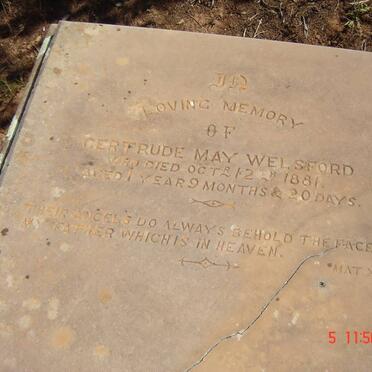 IN
LOVING MEMORY
OF
GERTRUDE MAY WELSFORD
WHO DIED OCT. 12TH 1881.
AGED 1 YEAR 9 MONTHS & 20 DAYS.
THEIR ANGELS DO ALWAYS BEHOLD THE FACE
MY FATHER WHICH IS IN HEAVEN.
MAT
5 11:5